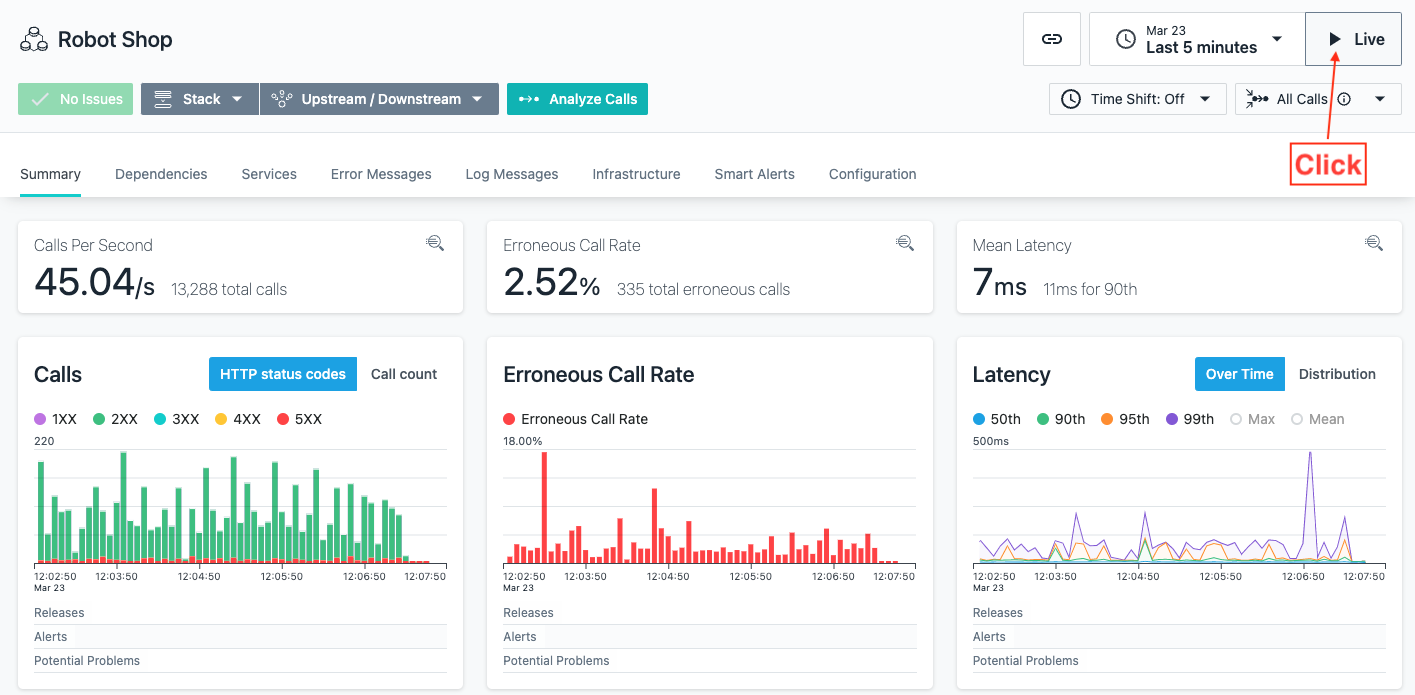 Robot Shop
Mar 23
Last 5 minutes
Live
No Issues
Stack
Upstream / Downstream
Analyze Calls
Time Shift: Off
All Calls
Click
Summary Dependencies Services Error Messages Log Messages Infrastructure Smart Alerts Configuration
Calls Per Second
45.04/s 13,288 total calls
Erroneous Call Rate
2.52% 335 total erroneous calls
Mean Latency
7ms 11ms for 90th
Calls
HTTP status codes Call count
1XX 2XX 3XX 4XX 5XX
220
12:02:50 12:03:50 12:04:50 12:05:50 12:06:50 12:07:50
Mar 23
Releases
Alerts
Potential Problems
Erroneous Call Rate
Erroneous Call Rate
18.00%
12:02:50 12:03:50 12:04:50 12:05:50 12:06:50 12:07:50
Mar 23
Releases
Alerts
Potential Problems
Latency
Over Time Distribution
50th 90th 95th 99th Max Mean
500ms
12:02:50 12:03:50 12:04:50 12:05:50 12:06:50 12:07:50
Mar 23
Releases
Alerts
Potential Problems